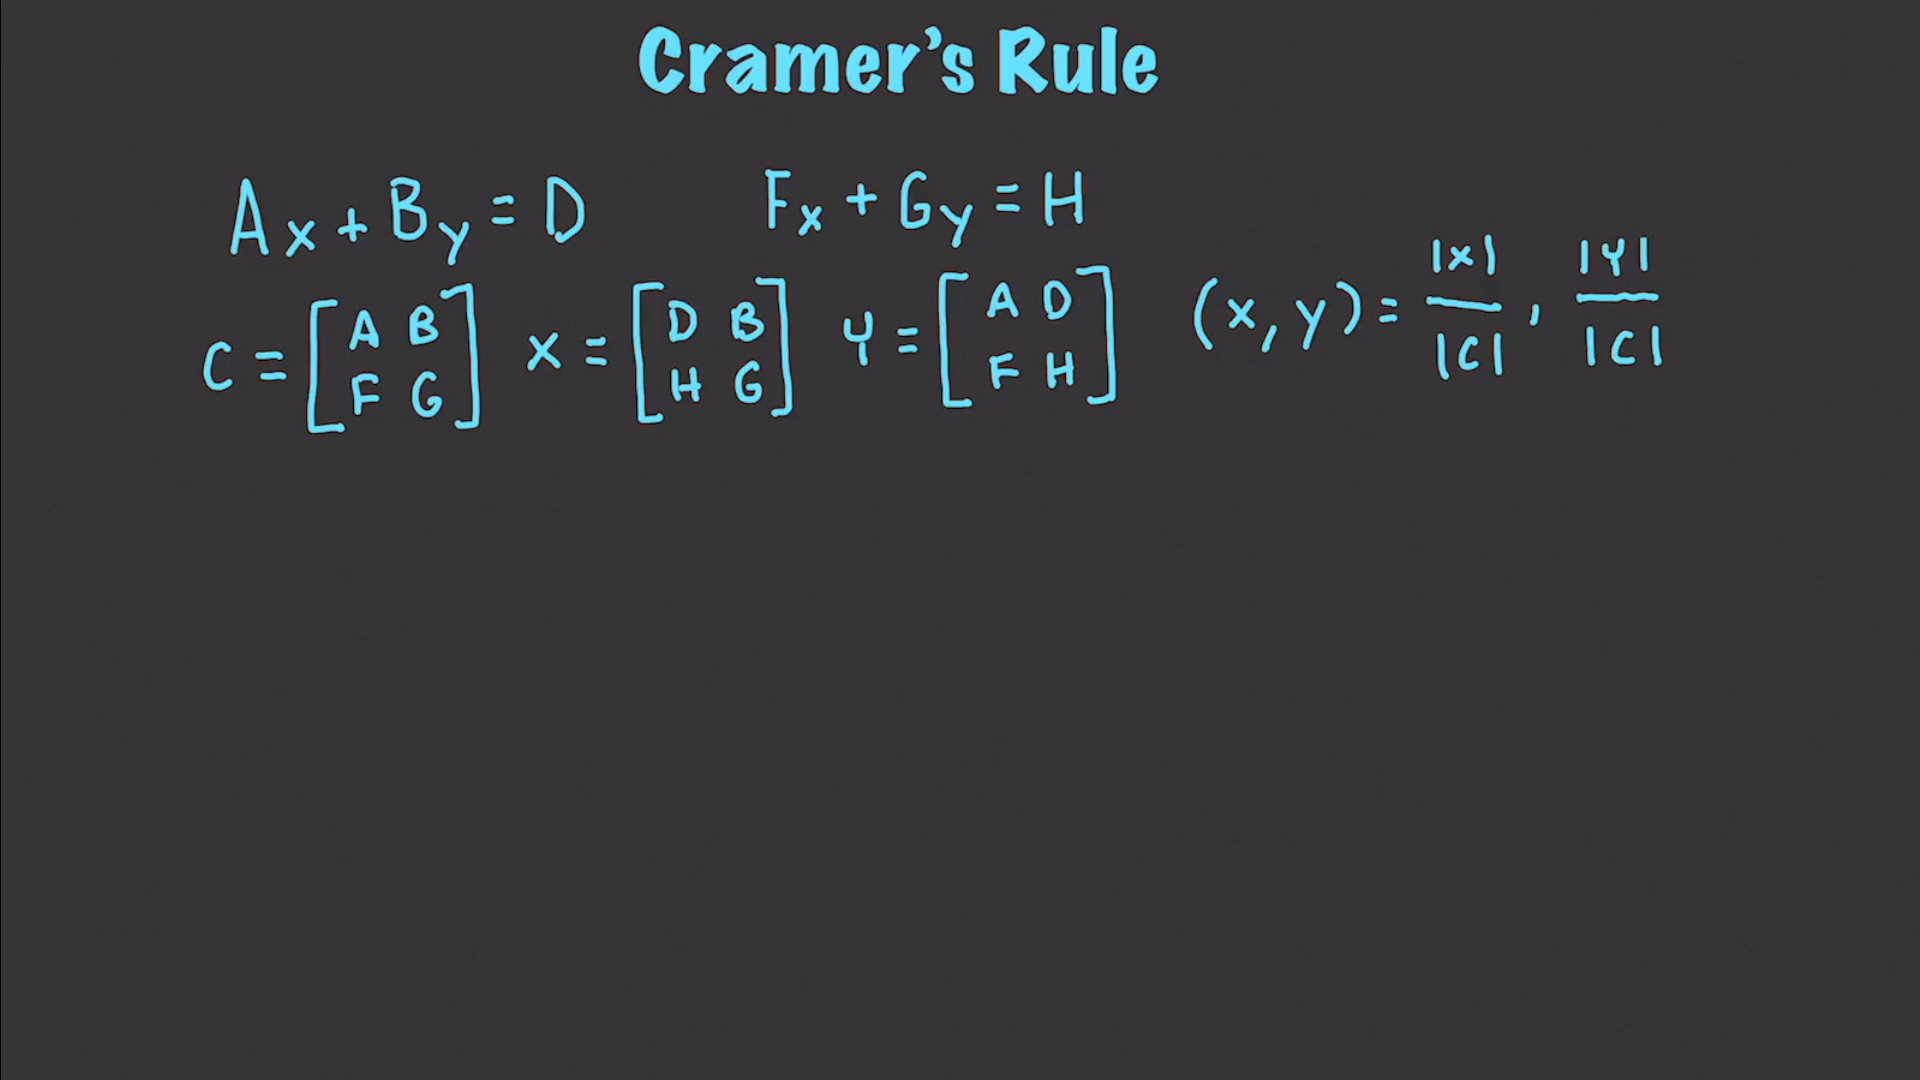 Cramer's Rule
Ax + By = D    Fx + Gy = H
C = [A B; F G]  X = [D B; H G]  Y = [A D; F H]  (x, y) = |X|/|C| , |Y|/|C|